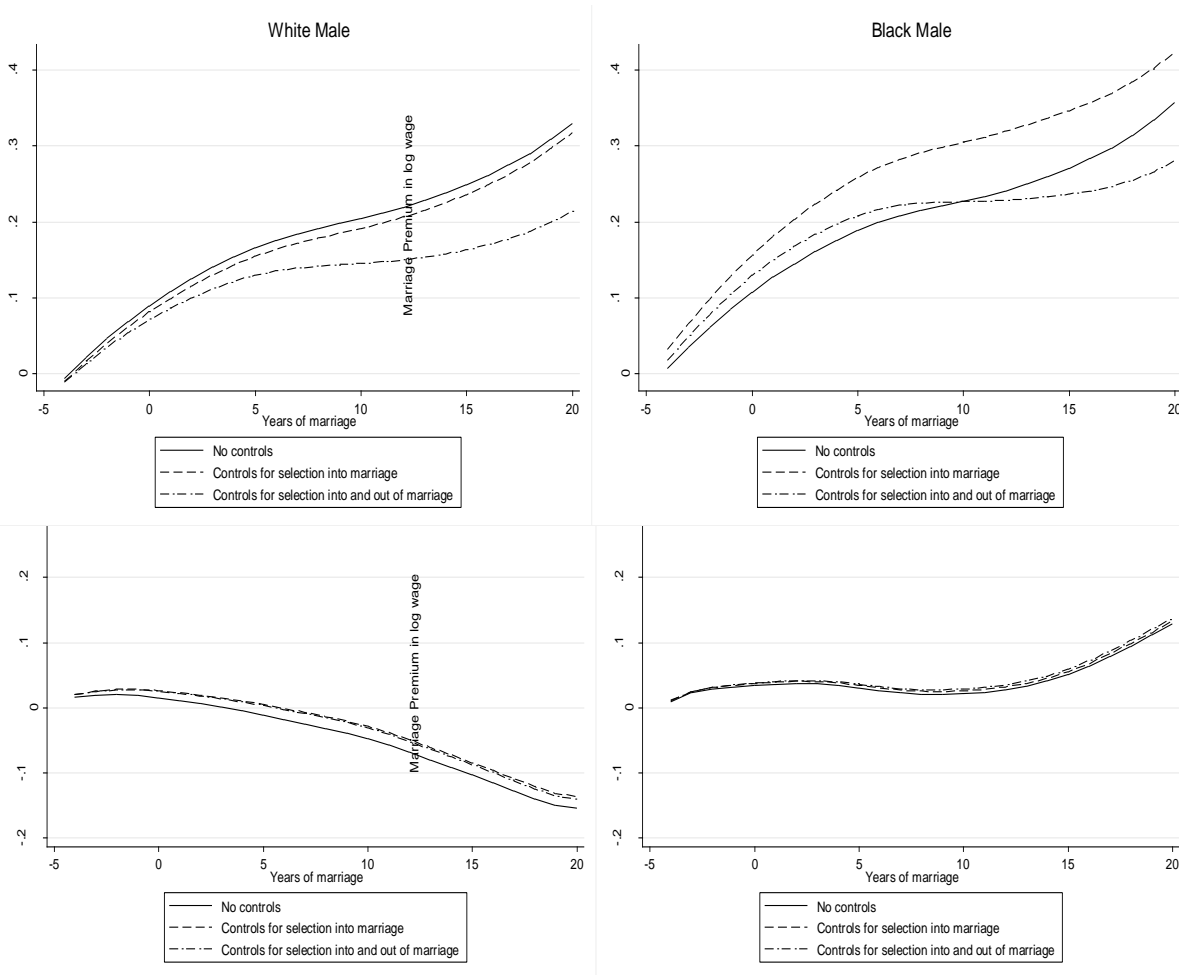 White Male
.4
.3
.2
.1
0
Marriage Premium in log wage
-5 0 5 10 15 20
Years of marriage
No controls
Controls for selection into marriage
Controls for selection into and out of marriage
Black Male
.4
.3
.2
.1
0
-5 0 5 10 15 20
Years of marriage
No controls
Controls for selection into marriage
Controls for selection into and out of marriage
.2
.1
0
-.1
-.2
Marriage Premium in log wage
-5 0 5 10 15 20
Years of marriage
No controls
Controls for selection into marriage
Controls for selection into and out of marriage
.2
.1
0
-.1
-.2
-5 0 5 10 15 20
Years of marriage
No controls
Controls for selection into marriage
Controls for selection into and out of marriage